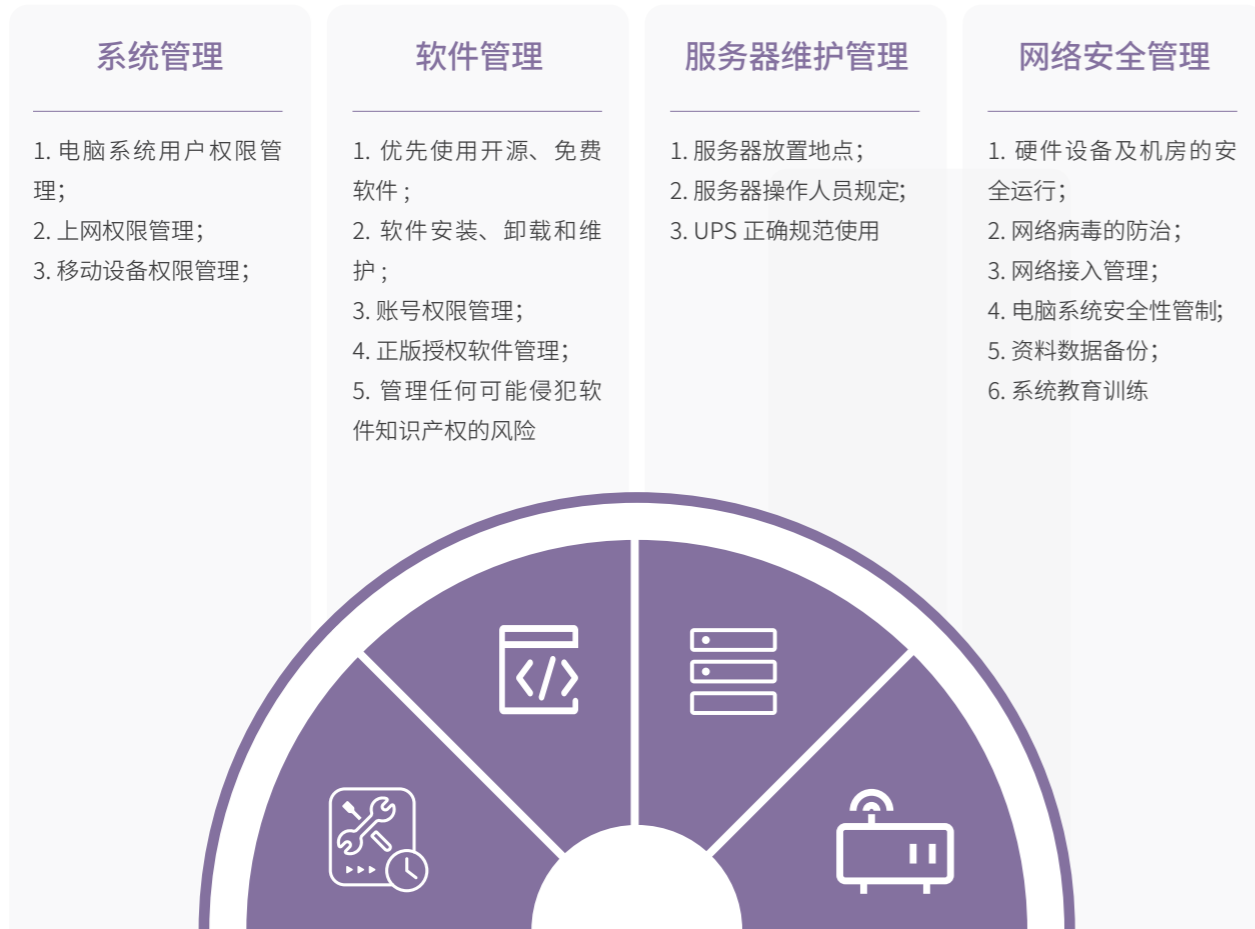 系统管理
1. 电脑系统用户权限管
理；
2. 上网权限管理；
3. 移动设备权限管理；
软件管理
1. 优先使用开源、免费
软件 ;
2. 软件安装、卸载和维
护 ;
3. 账号权限管理；
4. 正版授权软件管理；
5. 管理任何可能侵犯软
件知识产权的风险
服务器维护管理
1. 服务器放置地点；
2. 服务器操作人员规定;
3. UPS 正确规范使用
网络安全管理
1. 硬件设备及机房的安
全运行；
2. 网络病毒的防治；
3. 网络接入管理；
4. 电脑系统安全性管制;
5. 资料数据备份；
6. 系统教育训练